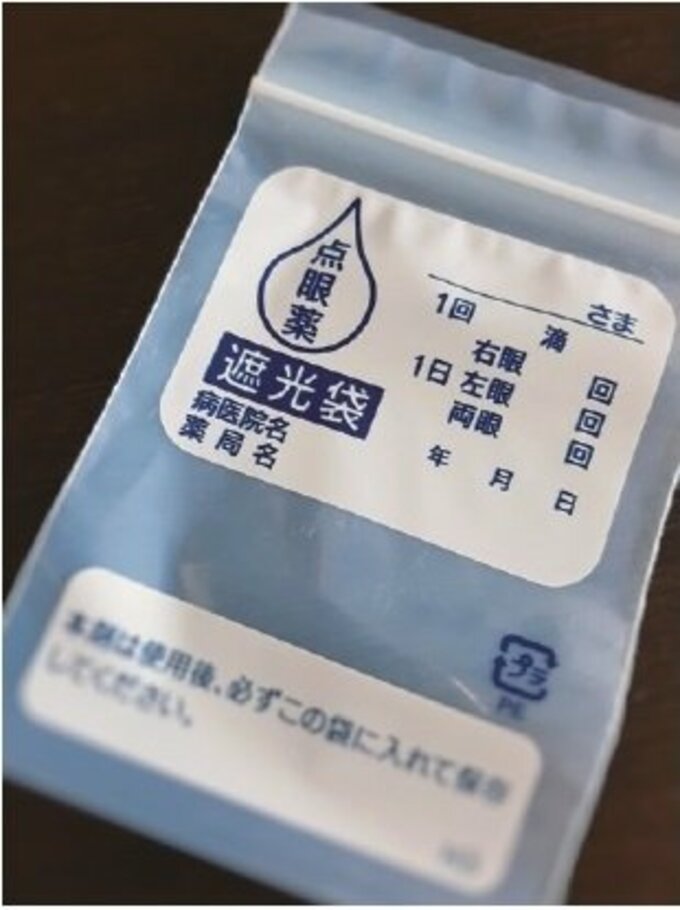 点眼薬
遮光袋
病医院名
薬局名
さま
1回 滴
右眼 回
1日 左眼 回
両眼 回
年 月 日
プラ
PE
本剤は使用後、必ずこの袋に入れて保存
してください。